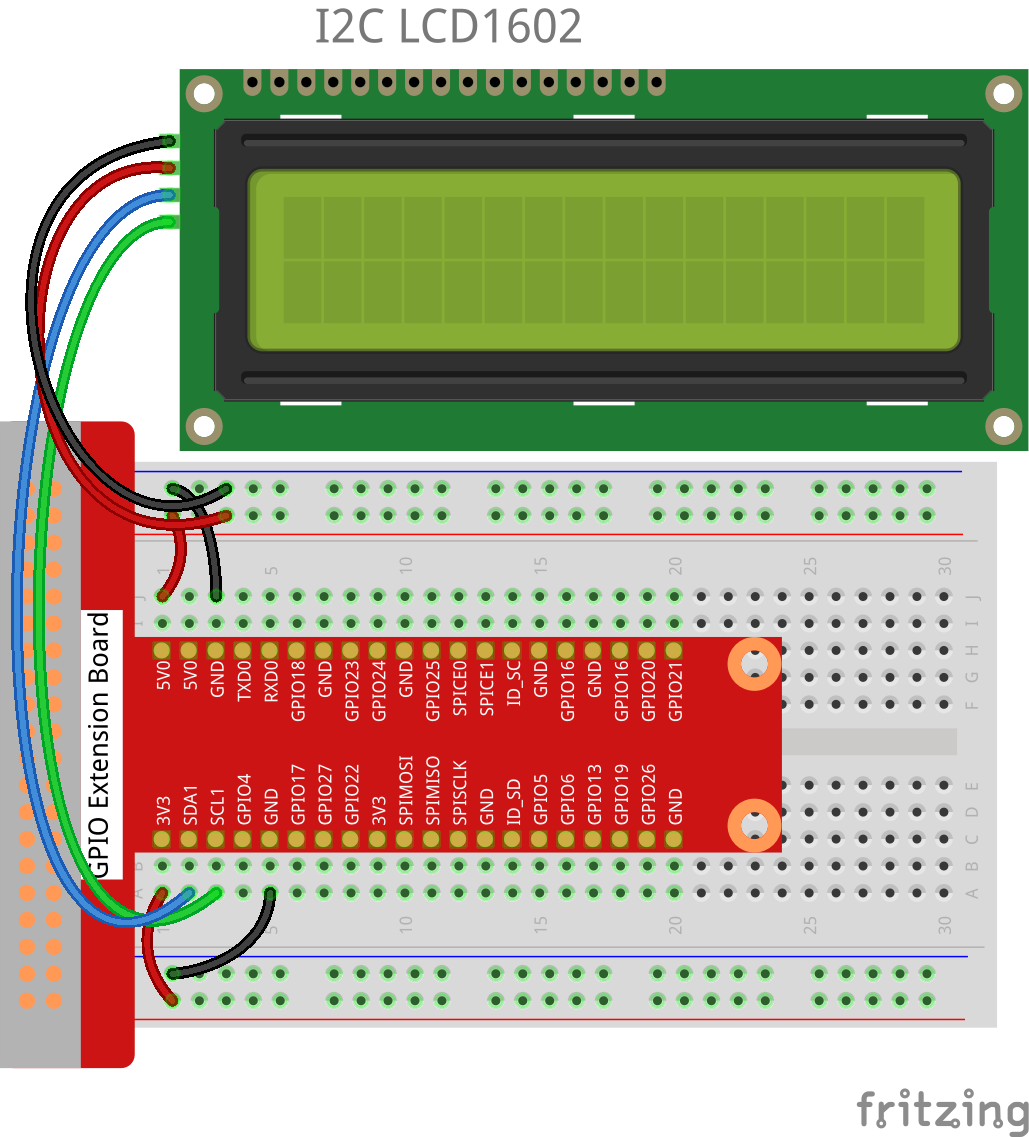 I2C LCD1602
1 5 10 15 20 25 30
J J
I I
H
G
F
5V0 5V0 GND TXD0 RXD0 GPIO18 GND GPIO23 GPIO24 GND GPIO25 SPICE0 SPICE1 ID_SC GND GPIO16 GND GPIO16 GPIO20 GPIO21
GPIO Extension Board
3V3 SDA1 SCL1 GPIO4 GND GPIO17 GPIO27 GPIO22 3V3 SPIMOSI SPIMISO SPISCLK GND ID_SD GPIO5 GPIO6 GPIO13 GPIO19 GPIO26 GND
E
D
C
B B
A A
1 5 10 15 20 25 30
fritzing